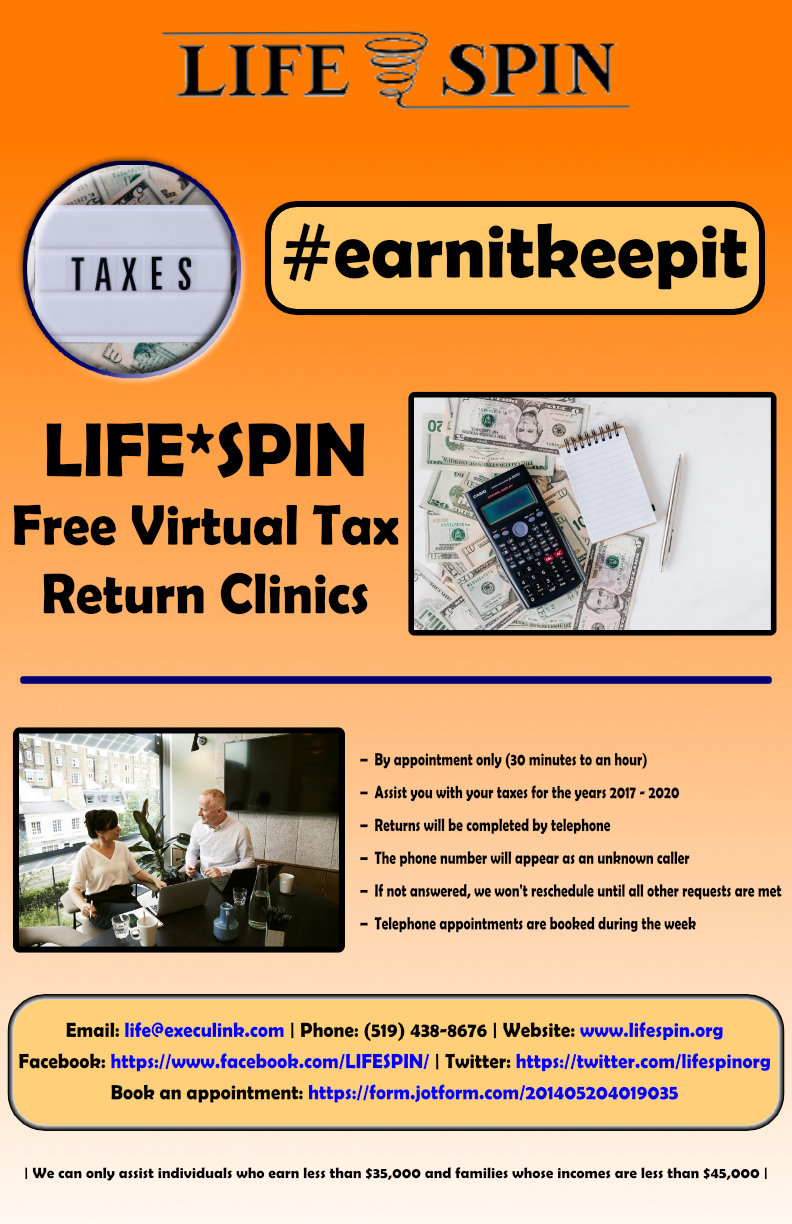 LIFE SPIN
TAXES
#earnitkeepit
LIFE*SPIN
Free Virtual Tax
Return Clinics
CASIO
– By appointment only (30 minutes to an hour)
– Assist you with your taxes for the years 2017 - 2020
– Returns will be completed by telephone
– The phone number will appear as an unknown caller
– If not answered, we won't reschedule until all other requests are met
– Telephone appointments are booked during the week
Email: life@execulink.com | Phone: (519) 438-8676 | Website: www.lifespin.org
Facebook: https://www.facebook.com/LIFESPIN/ | Twitter: https://twitter.com/lifespinorg
Book an appointment: https://form.jotform.com/201405204019035
| We can only assist individuals who earn less than $35,000 and families whose incomes are less than $45,000 |